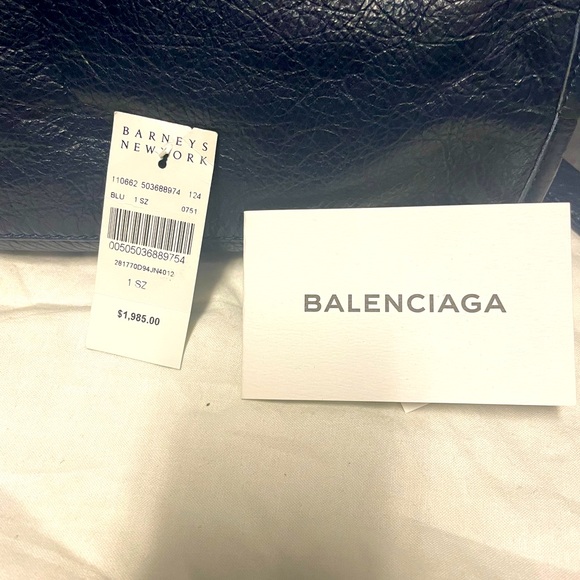 BARNEYS
NEW YORK
110662 503688974 124
BLU 1 SZ
0751
00505036889754
281770D94JN4012
1 SZ
$1,985.00
BALENCIAGA